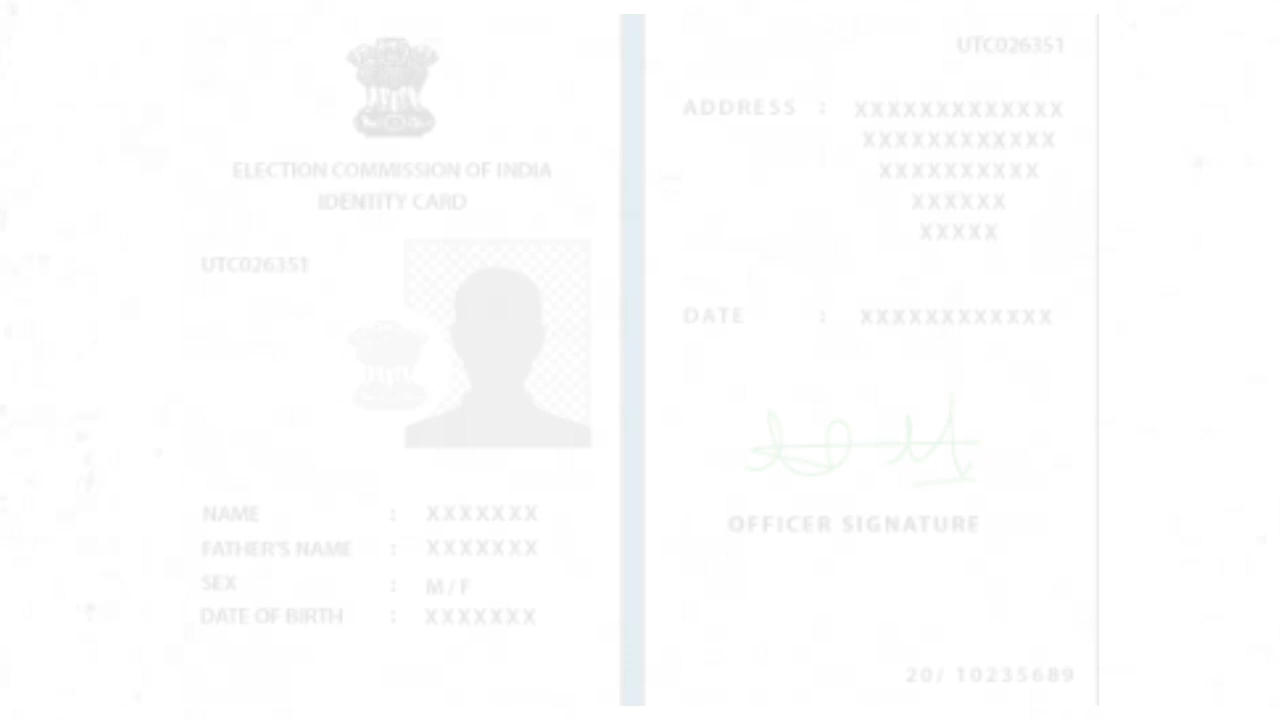 ELECTION COMMISSION OF INDIA
IDENTITY CARD
UTC026351
NAME : XXXXXXX
FATHER'S NAME : XXXXXXX
SEX : M / F
DATE OF BIRTH : XXXXXXX
UTC026351
ADDRESS : XXXXXXXXXXXXX
XXXXXXXXXXXX
XXXXXXXXXX
XXXXXX
XXXXX
DATE : XXXXXXXXXXXX
OFFICER SIGNATURE
20/ 10235689